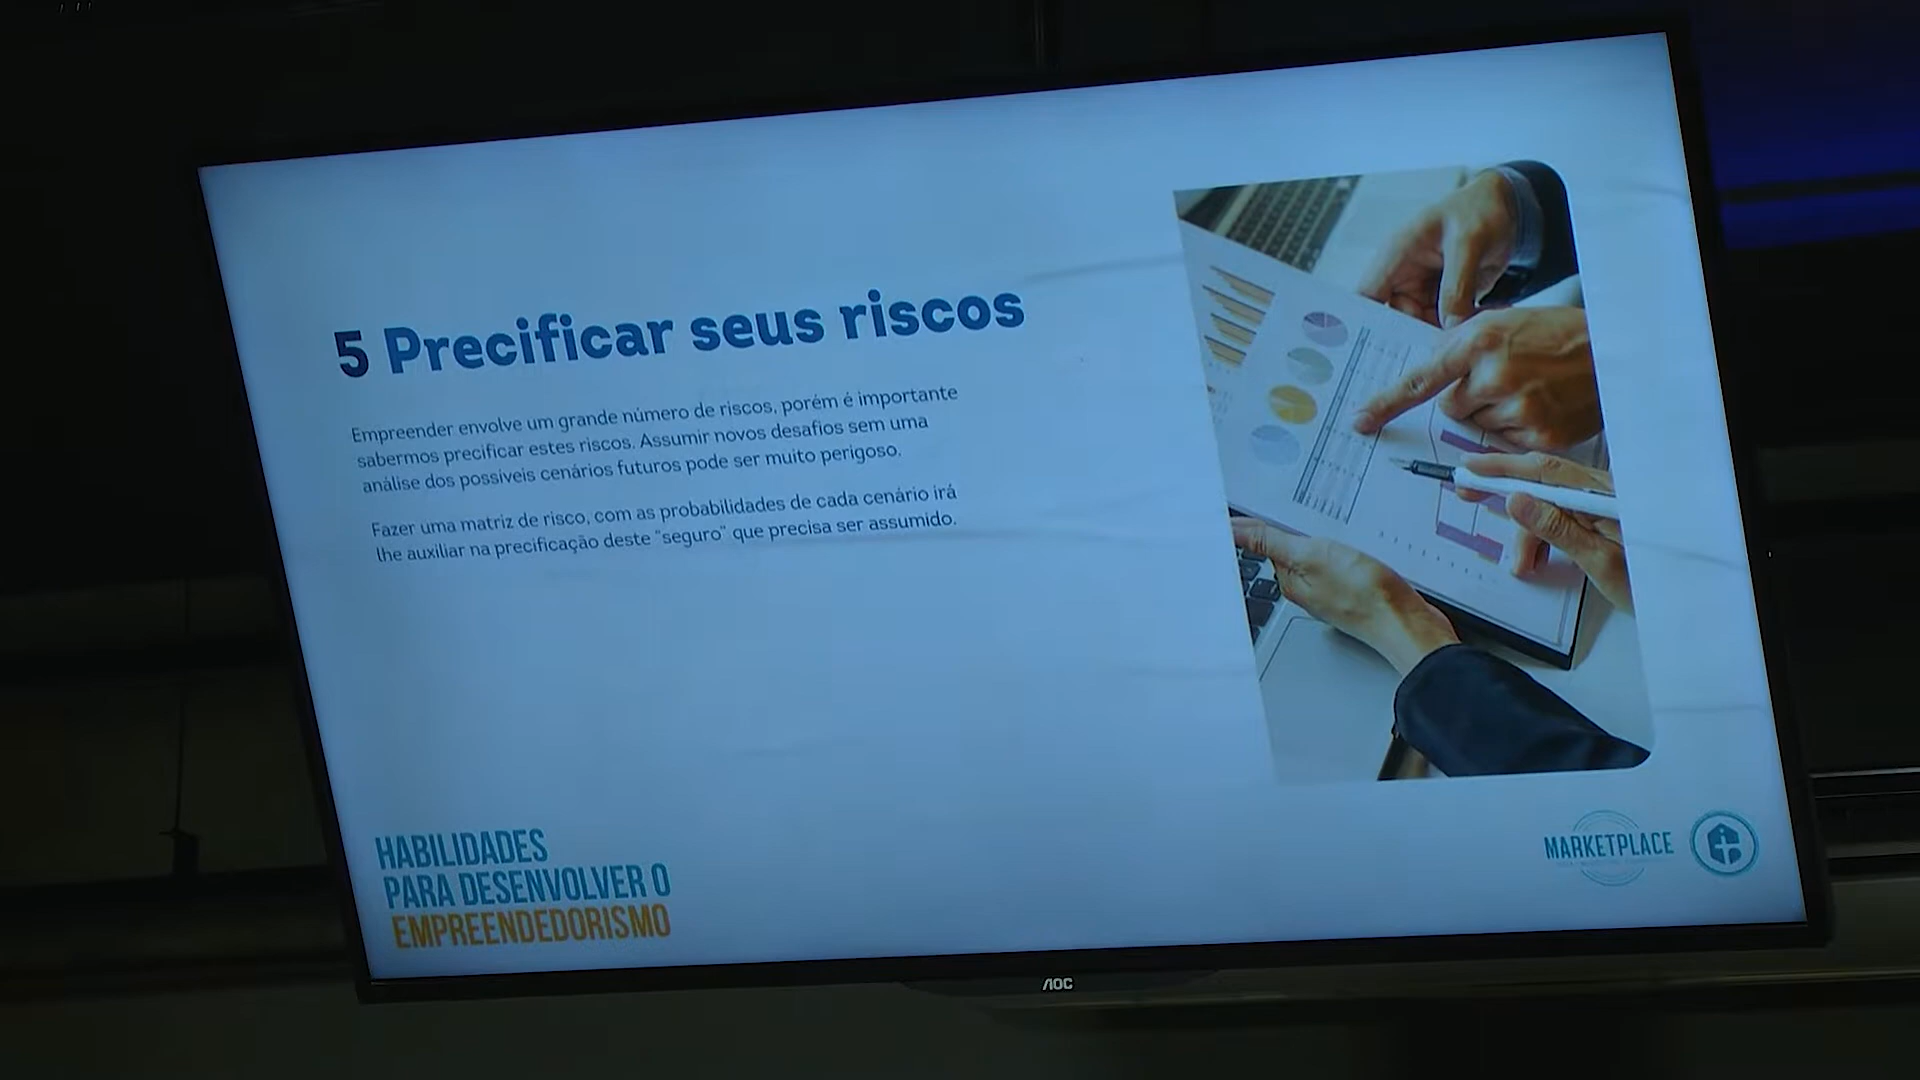 5 Precificar seus riscos
Empreender envolve um grande número de riscos, porém é importante
sabermos precificar estes riscos. Assumir novos desafios sem uma
análise dos possíveis cenários futuros pode ser muito perigoso.
Fazer uma matriz de risco, com as probabilidades de cada cenário irá
lhe auxiliar na precificação deste "seguro" que precisa ser assumido.
HABILIDADES
PARA DESENVOLVER O
EMPREENDEDORISMO
MARKETPLACE
AOC